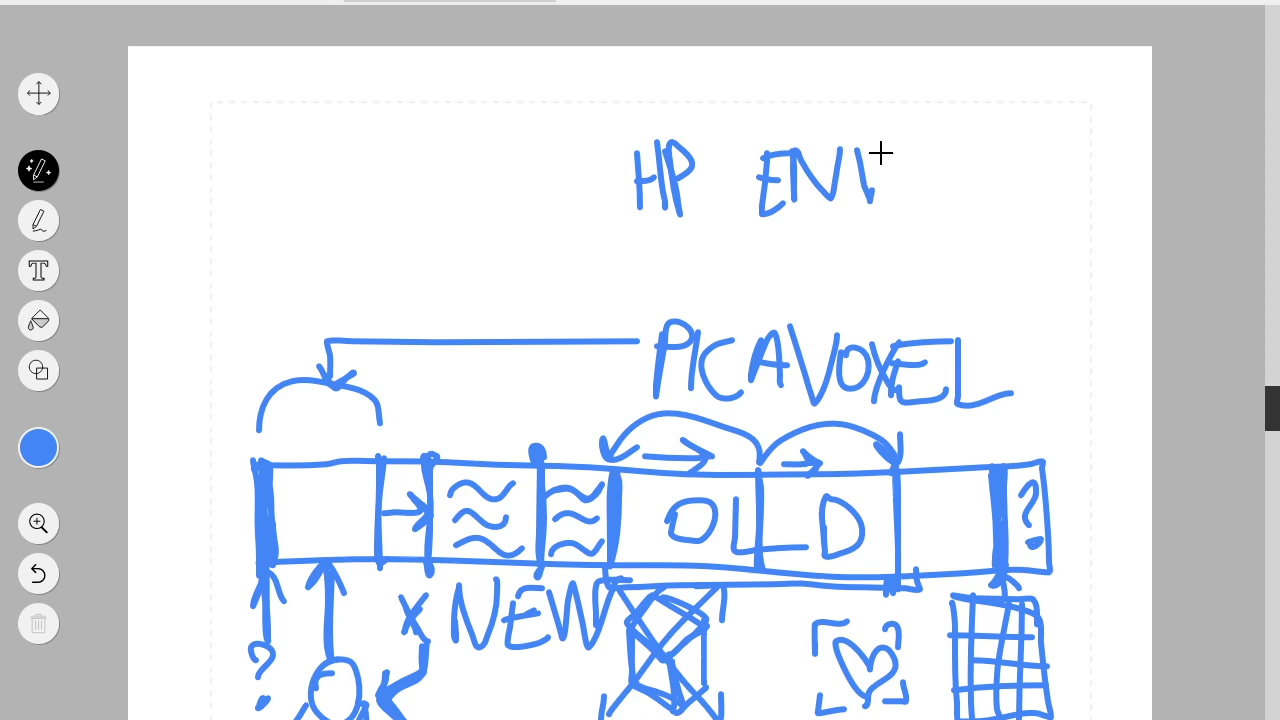 HP ENV
PICAVOXEL
OLD
?
X NEW
?